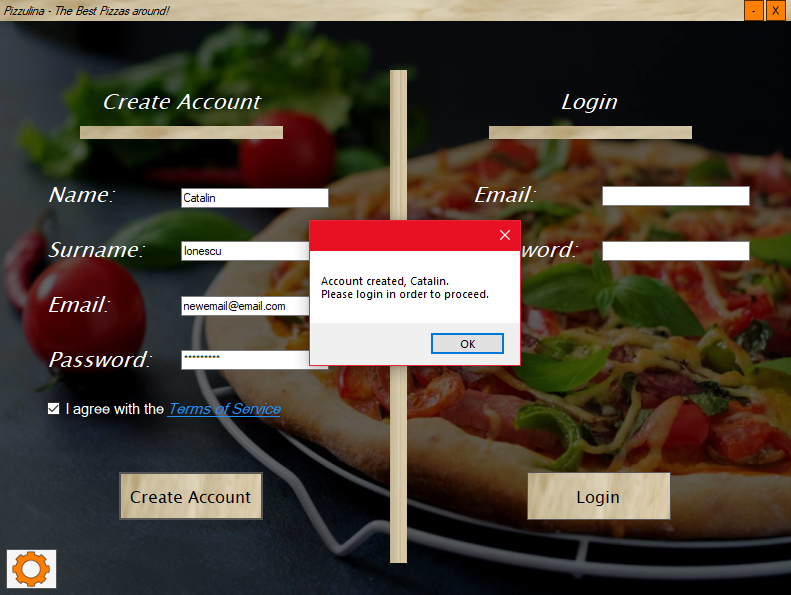 Pizzulina - The Best Pizzas around!
- X
Create Account
Name: Catalin
Surname: Ionescu
Email: newemail@email.com
Password: *********
I agree with the Terms of Service
Create Account
Login
Email:
word:
Login
Account created, Catalin.
Please login in order to proceed.
OK